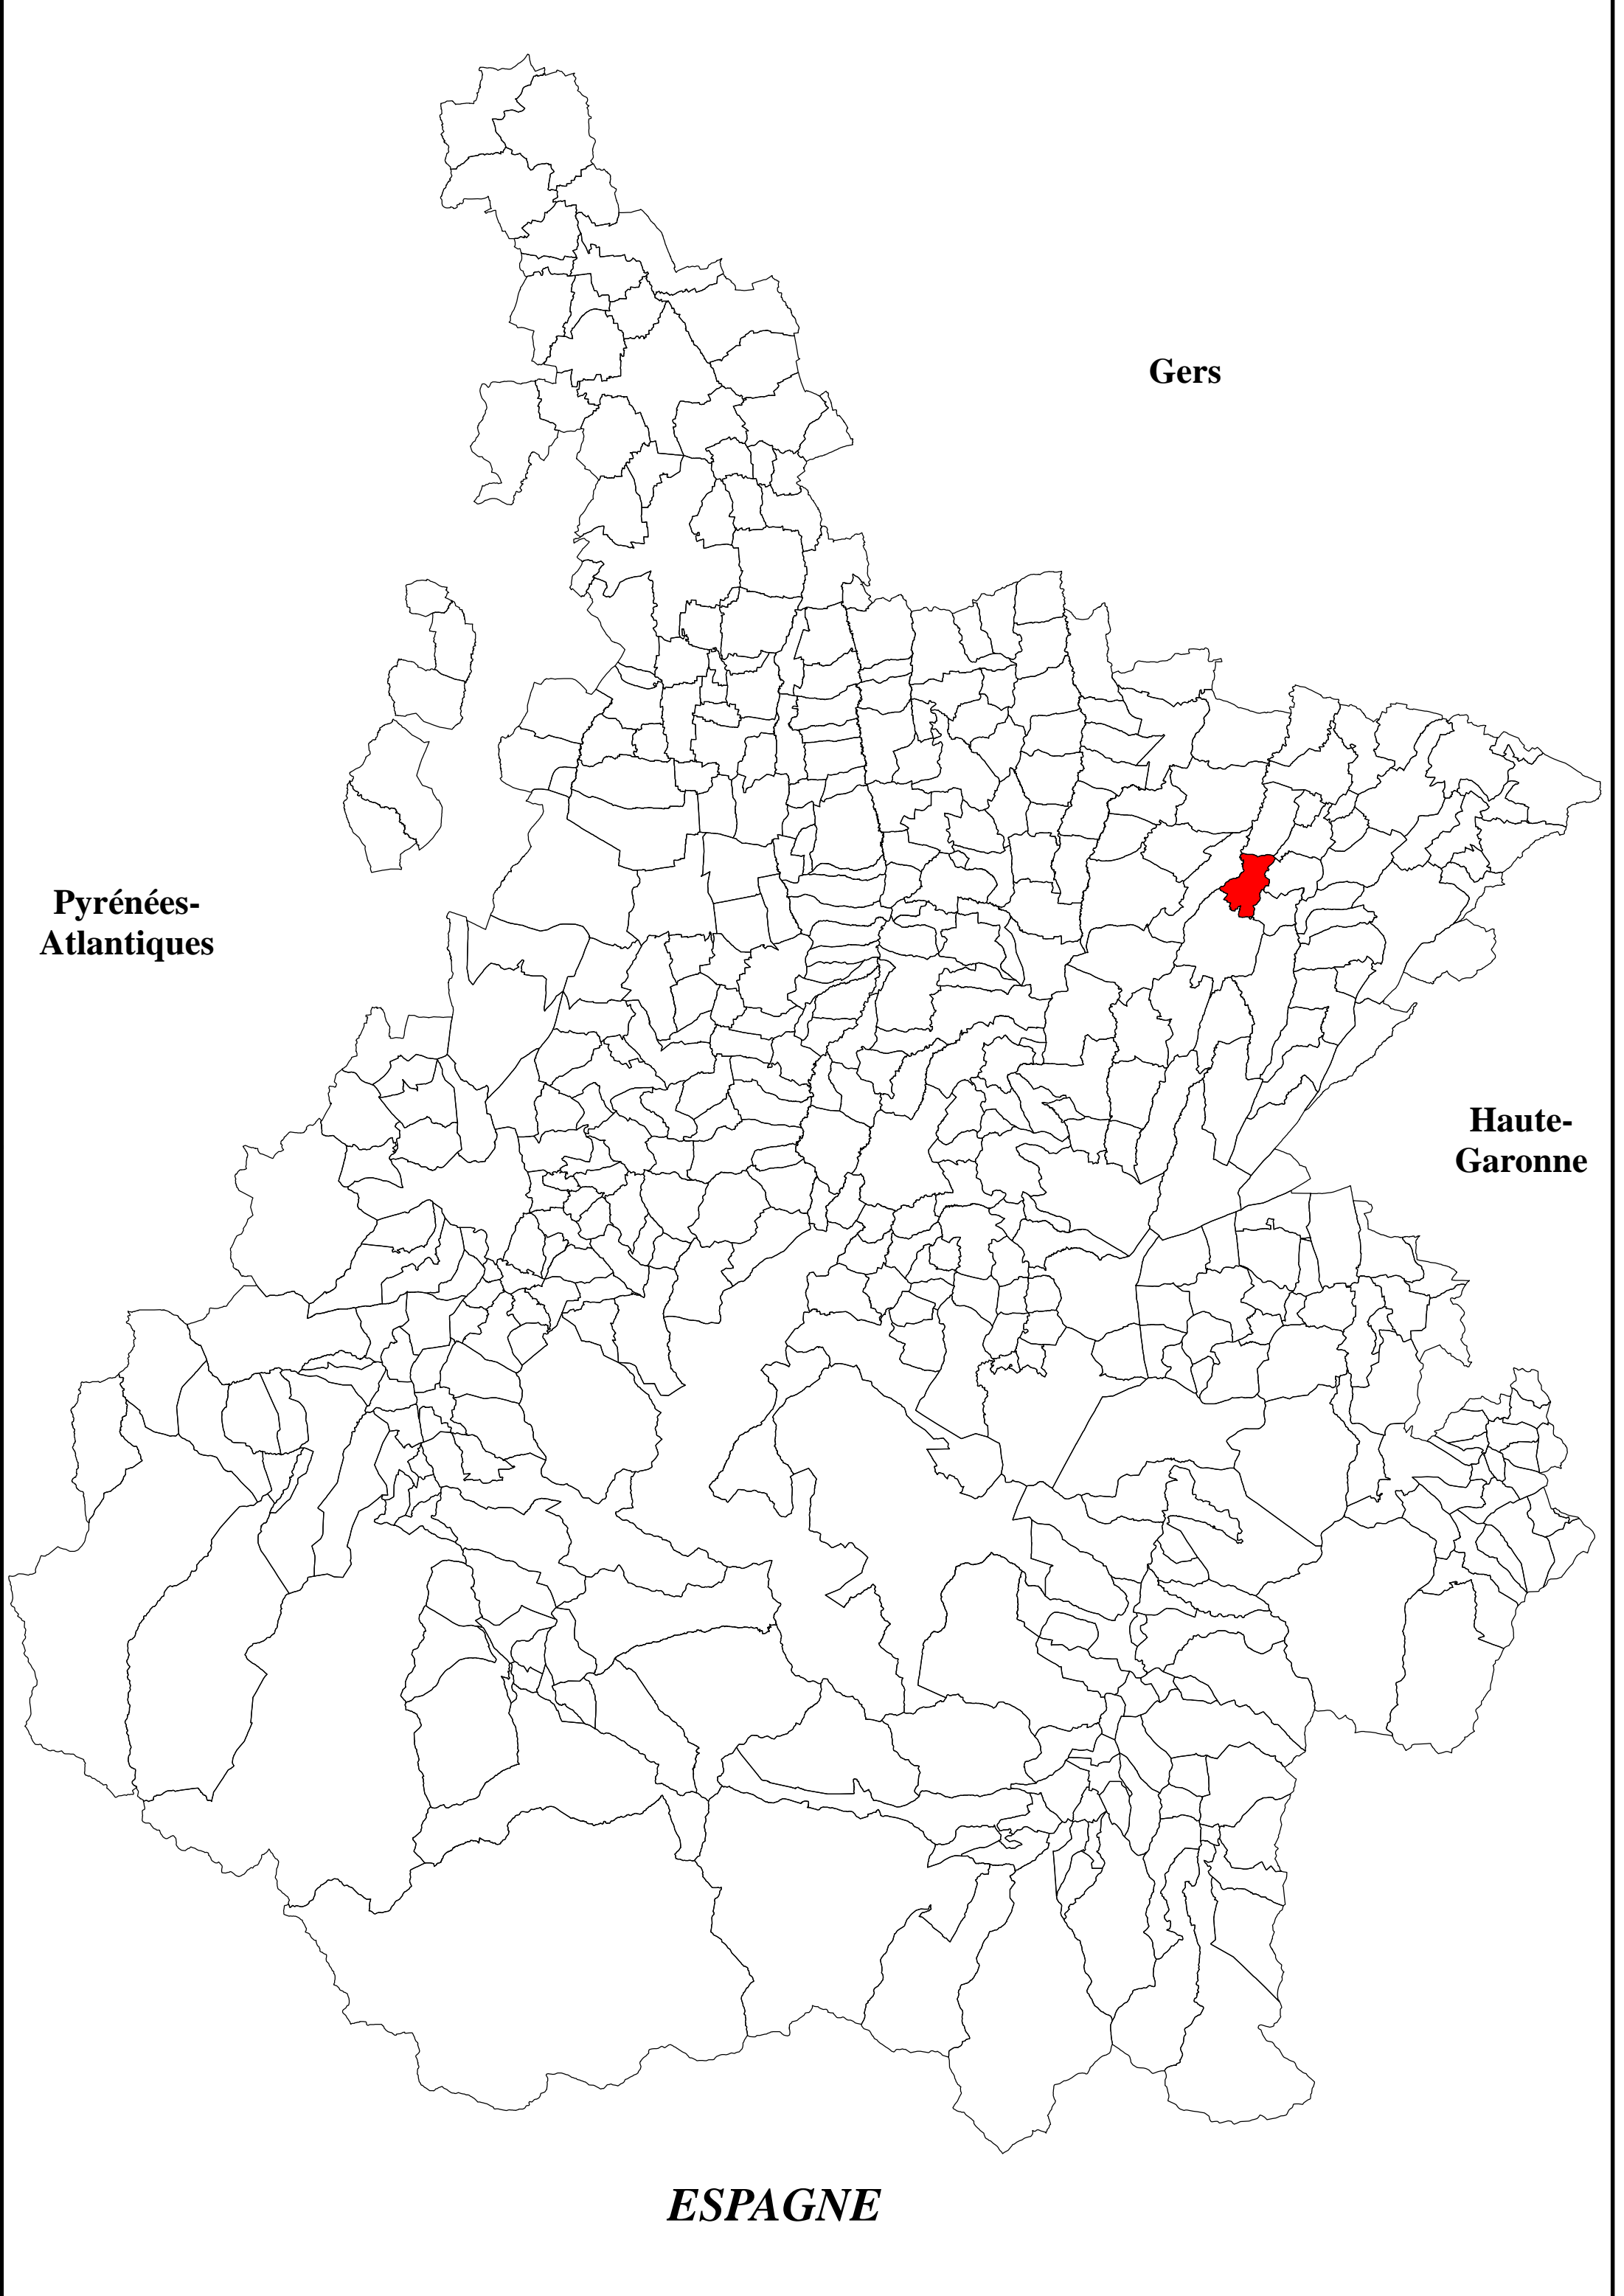 Gers
Pyrénées-
Atlantiques
Haute-
Garonne
ESPAGNE